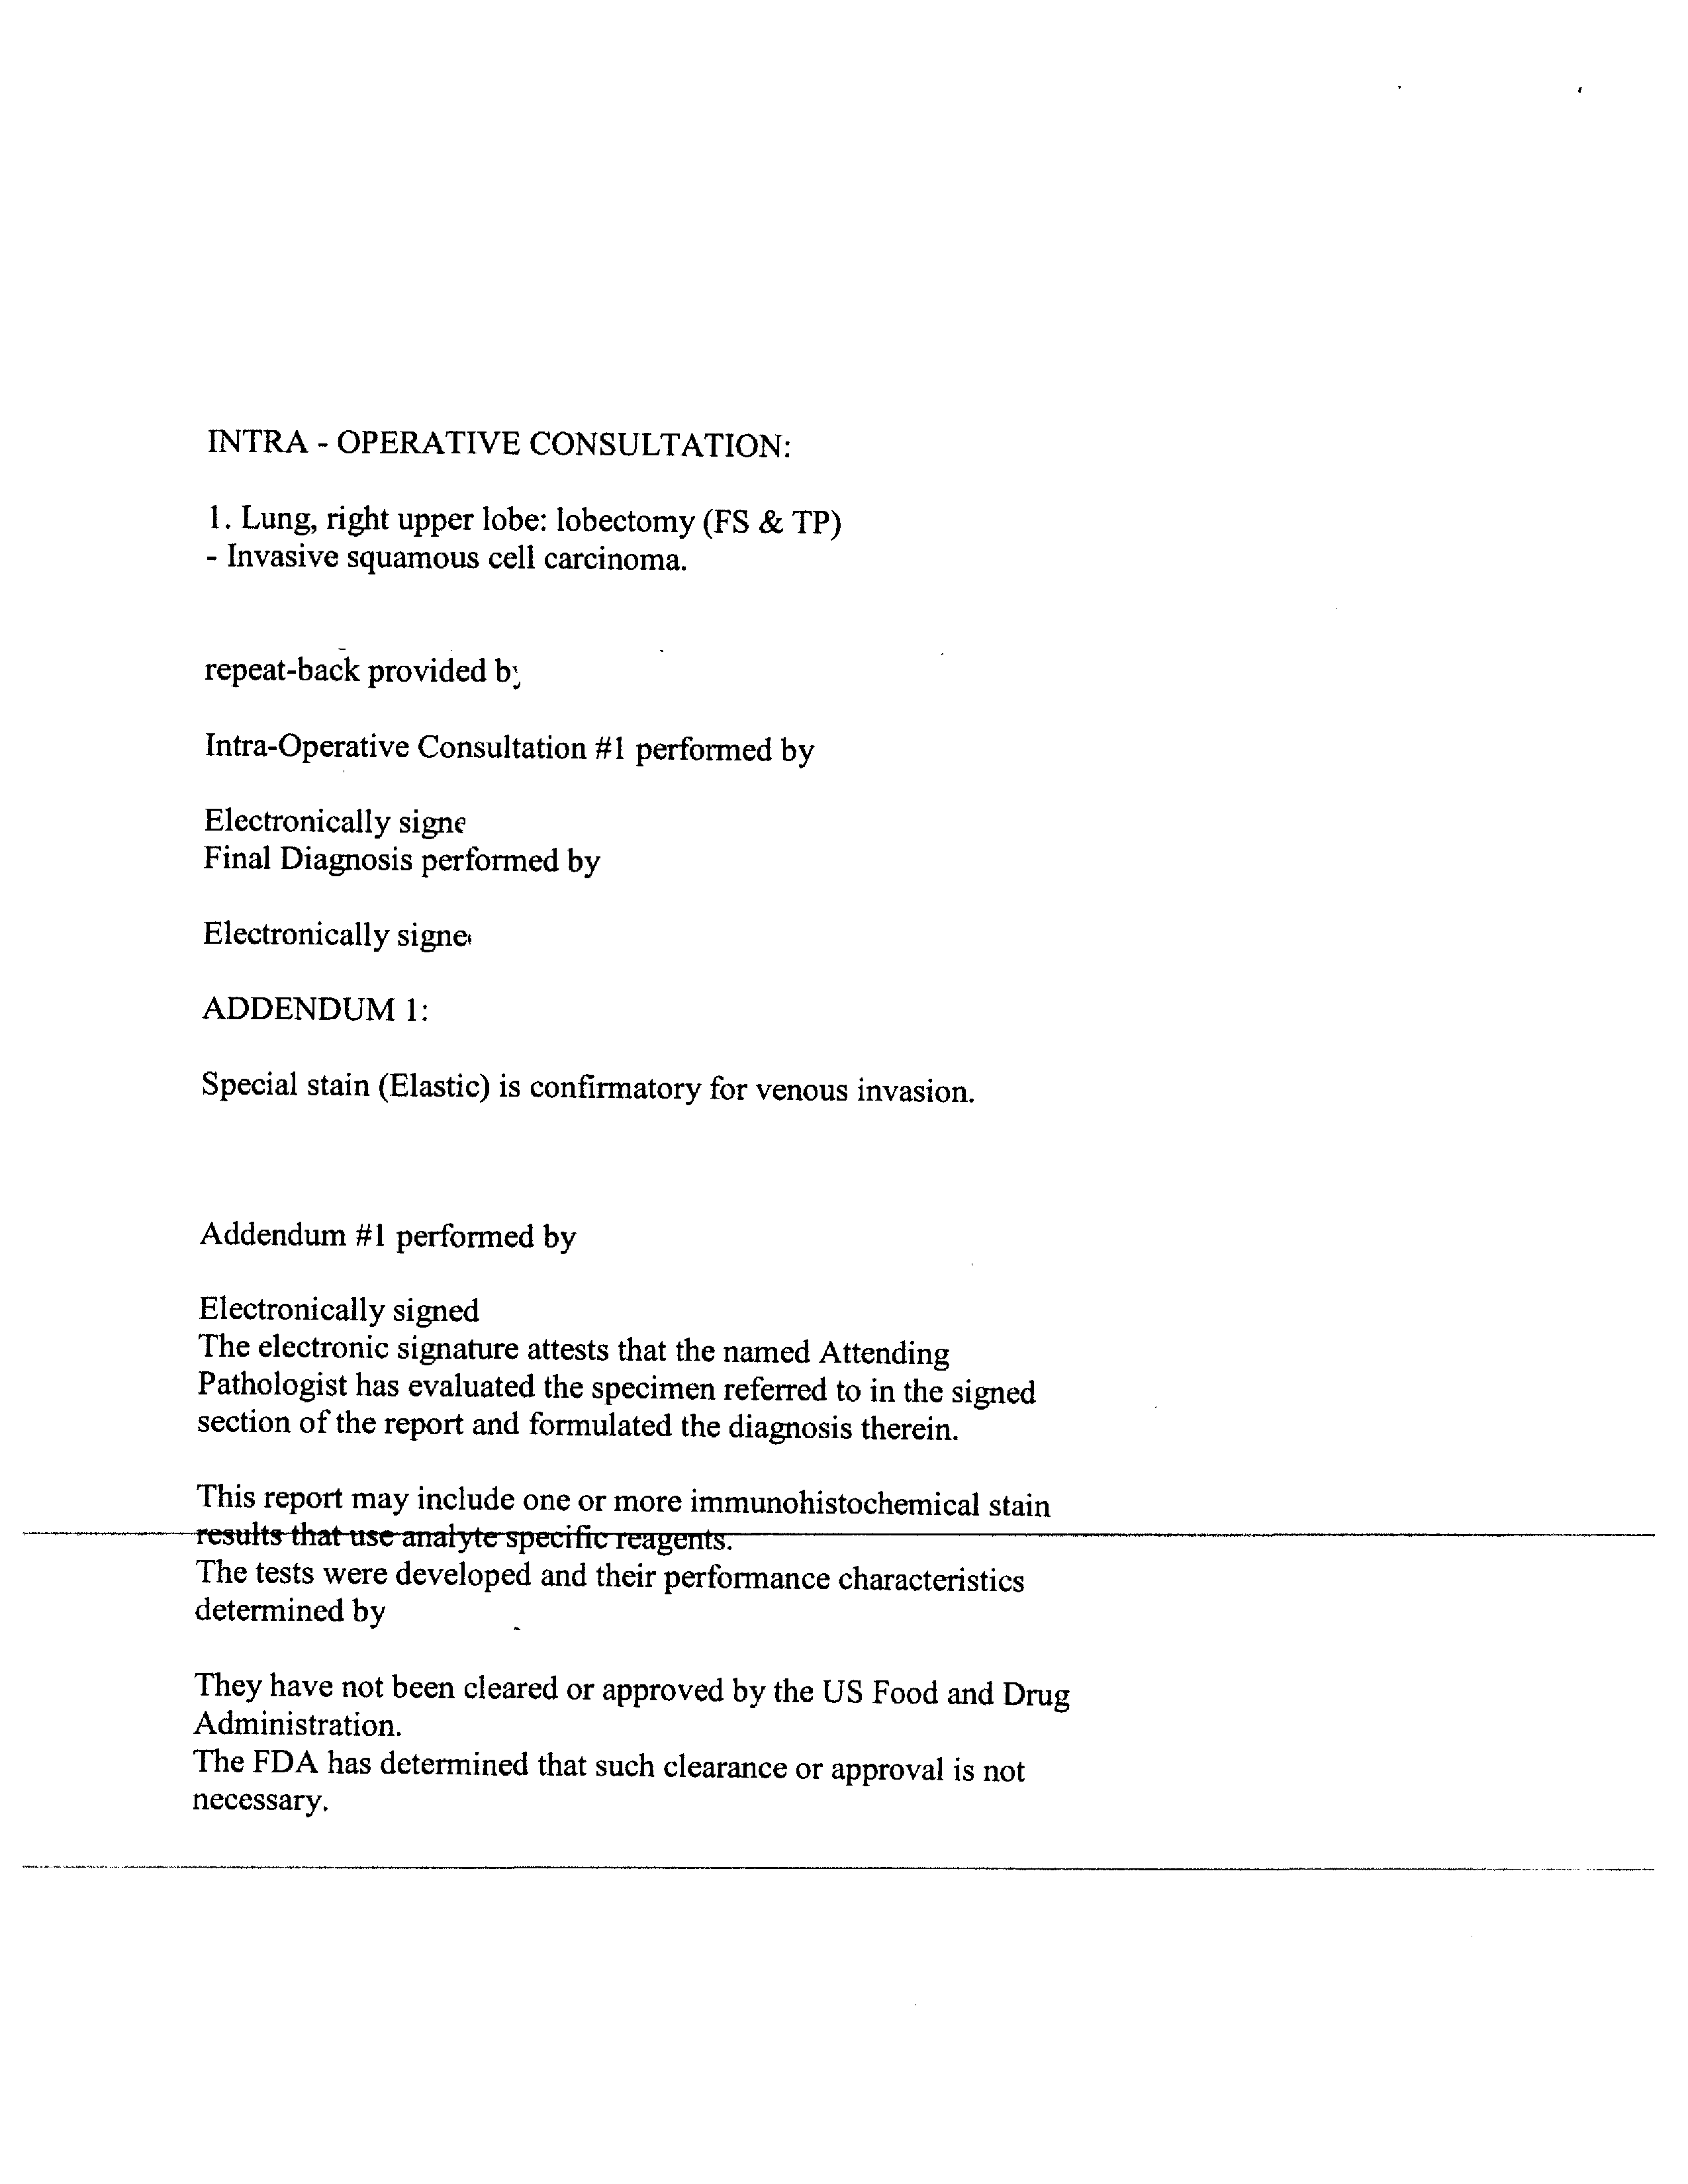 INTRA - OPERATIVE CONSULTATION:
1. Lung, right upper lobe: lobectomy (FS & TP)
- Invasive squamous cell carcinoma.
repeat-back provided by
Intra-Operative Consultation #1 performed by
Electronically signe
Final Diagnosis performed by
Electronically signe
ADDENDUM 1:
Special stain (Elastic) is confirmatory for venous invasion.
Addendum #1 performed by
Electronically signed
The electronic signature attests that the named Attending
Pathologist has evaluated the specimen referred to in the signed
section of the report and formulated the diagnosis therein.
This report may include one or more immunohistochemical stain
results that use analyte specific reagents.
The tests were developed and their performance characteristics
determined by
They have not been cleared or approved by the US Food and Drug
Administration.
The FDA has determined that such clearance or approval is not
necessary.